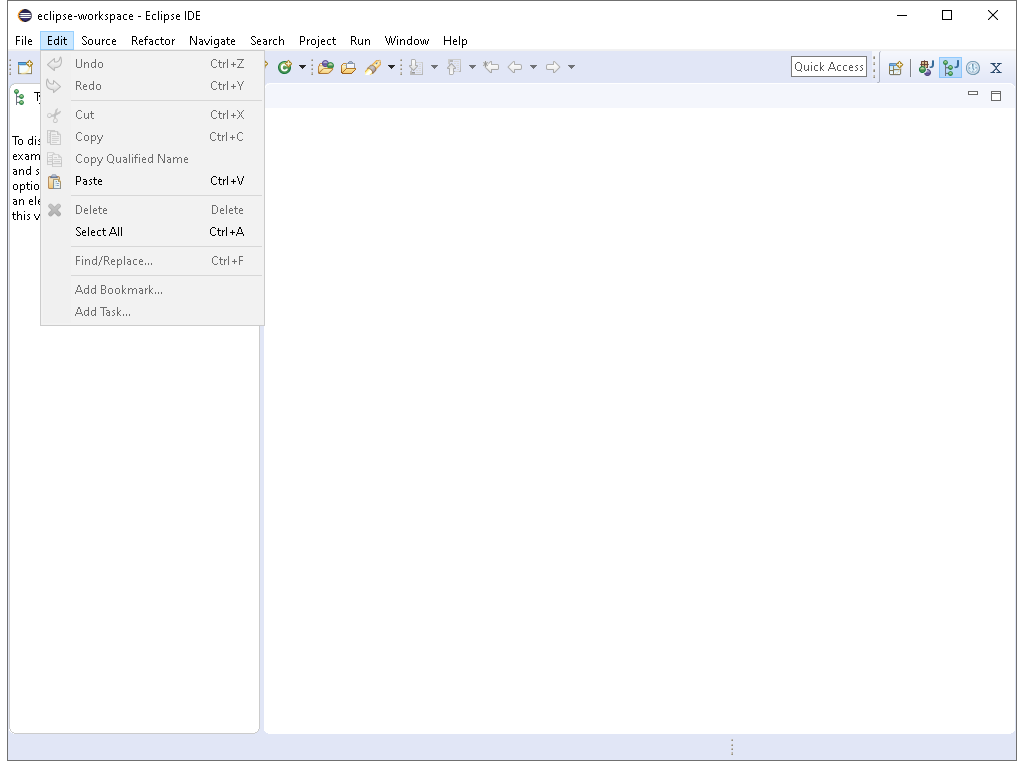 eclipse-workspace - Eclipse IDE
File Edit Source Refactor Navigate Search Project Run Window Help
Quick Access
Undo Ctrl+Z
Redo Ctrl+Y
Cut Ctrl+X
Copy Ctrl+C
Copy Qualified Name
Paste Ctrl+V
Delete Delete
Select All Ctrl+A
Find/Replace... Ctrl+F
Add Bookmark...
Add Task...
To dis
exam
and s
optio
an ele
this v